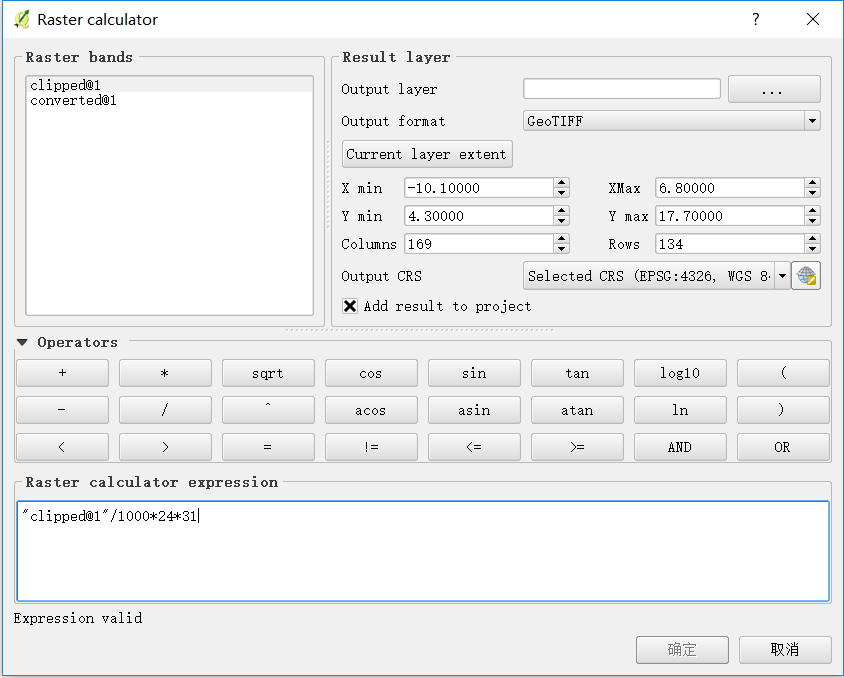 Raster calculator ?
Raster bands
clipped@1
converted@1
Result layer
Output layer ...
Output format GeoTIFF
Current layer extent
X min -10.10000 XMax 6.80000
Y min 4.30000 Y max 17.70000
Columns 169 Rows 134
Output CRS Selected CRS (EPSG:4326, WGS 8
Add result to project
Operators
+ * sqrt cos sin tan log10 (
- / ^ acos asin atan ln )
< > = != <= >= AND OR
Raster calculator expression
"clipped@1"/1000*24*31
Expression valid
确定 取消